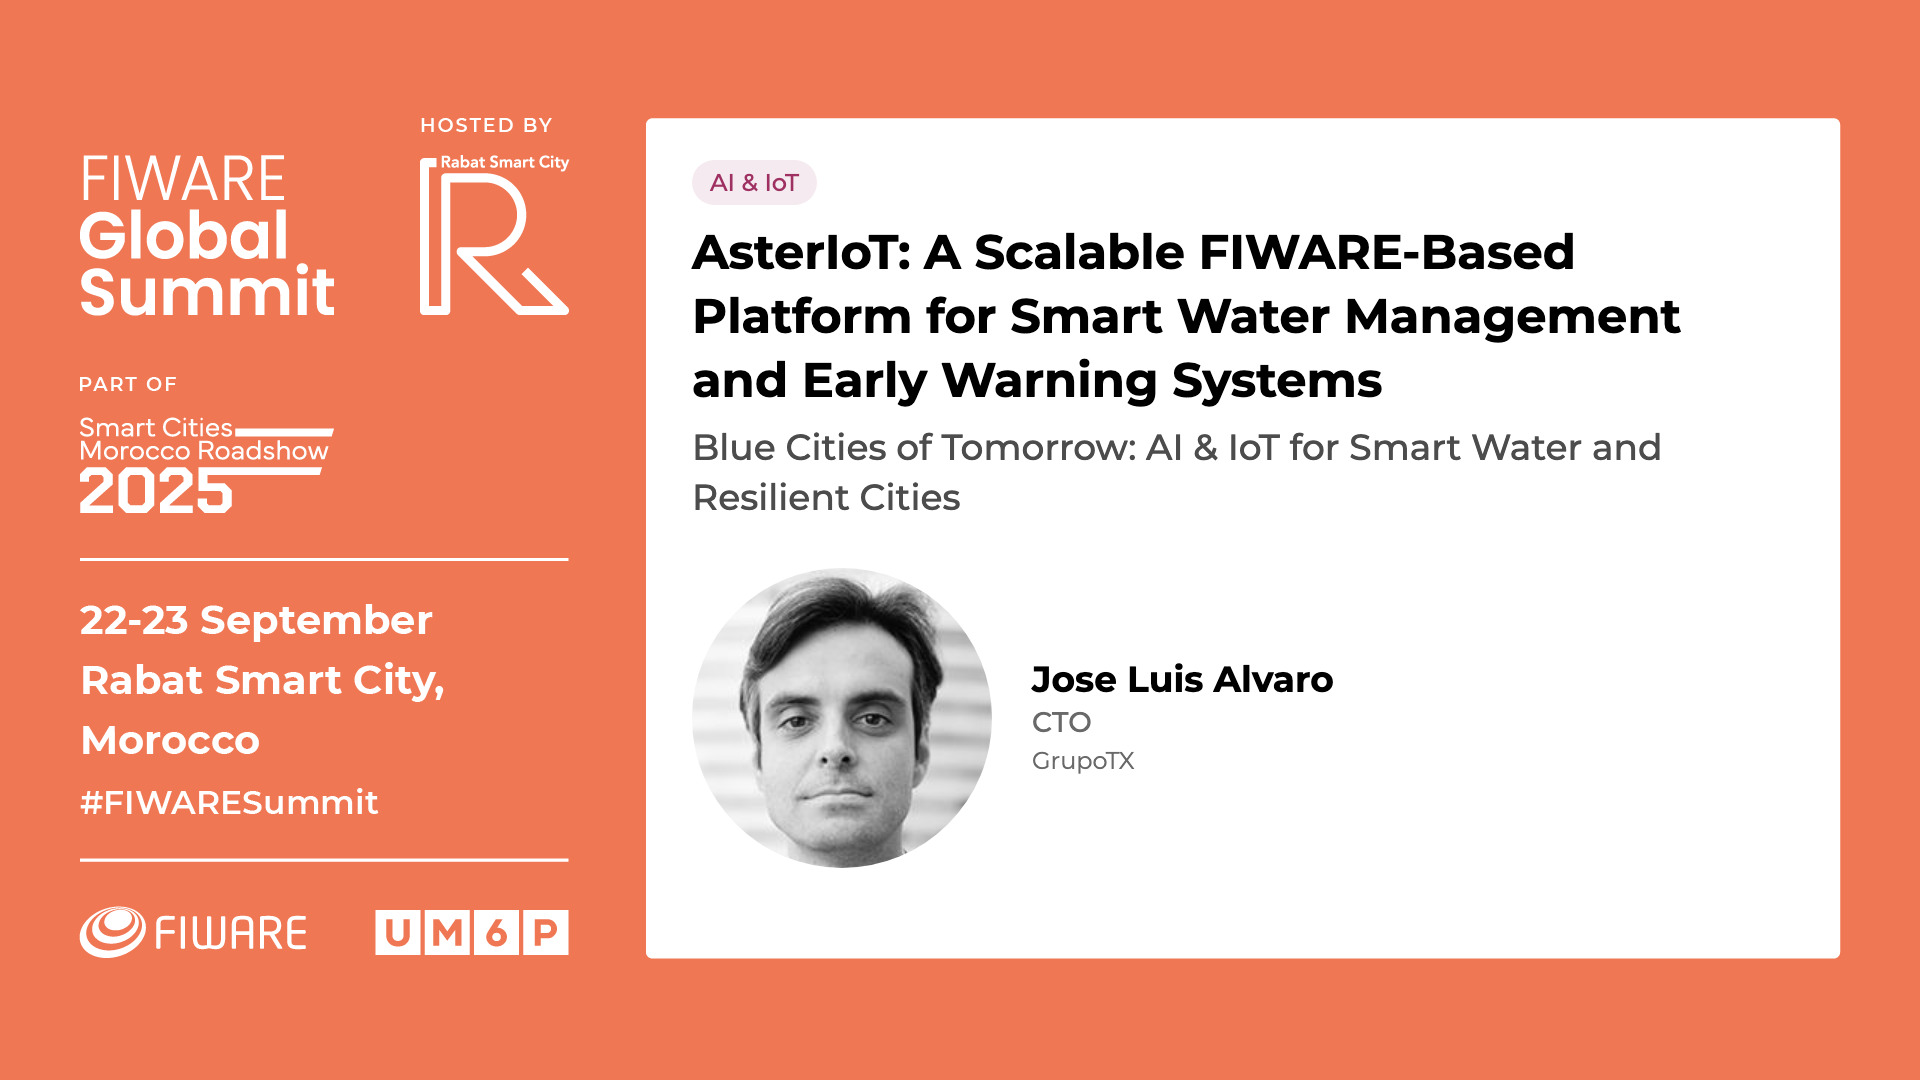 HOSTED BY
FIWARE
Global
Summit
Rabat Smart City
R
PART OF
Smart Cities
Morocco Roadshow
2025
22-23 September
Rabat Smart City,
Morocco
#FIWARESummit
FIWARE
UM6P
AI & IoT
AsterIoT: A Scalable FIWARE-Based
Platform for Smart Water Management
and Early Warning Systems
Blue Cities of Tomorrow: AI & IoT for Smart Water and
Resilient Cities
Jose Luis Alvaro
CTO
GrupoTX